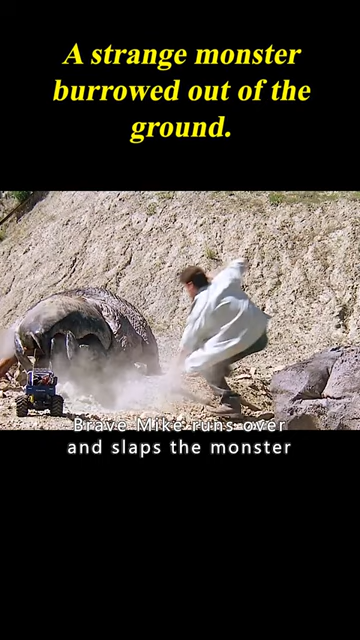 A strange monster
burrowed out of the
ground.
Brave Mike runs over
and slaps the monster